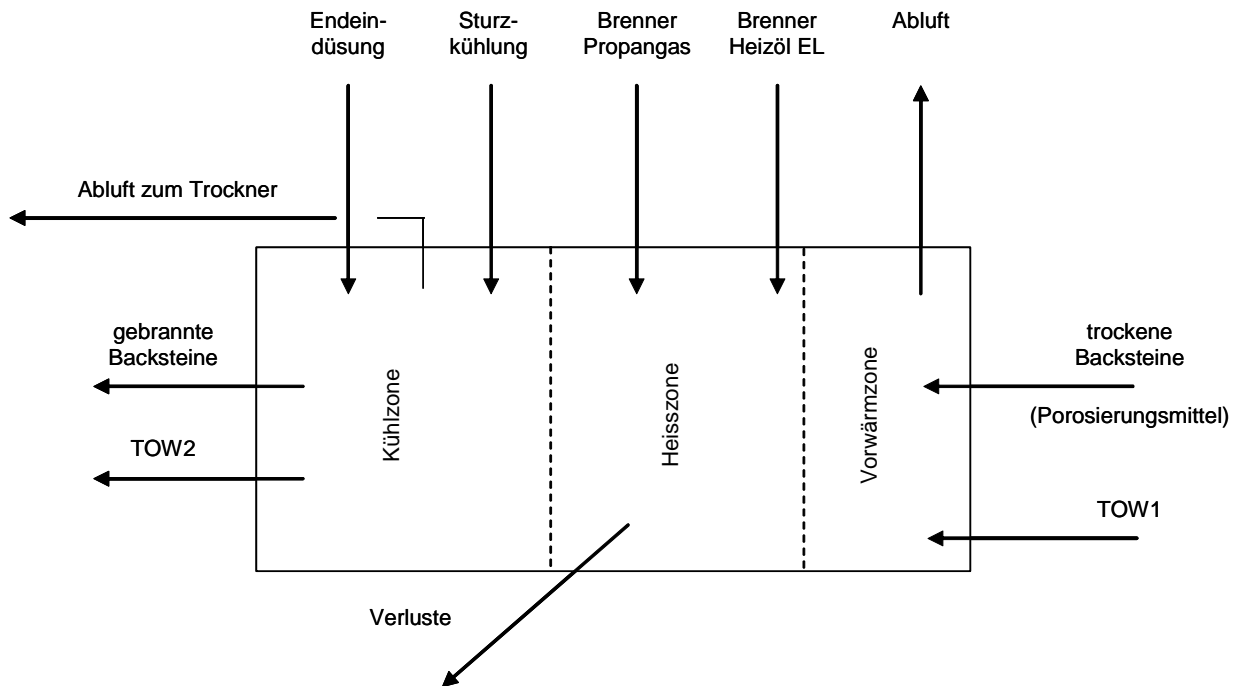 Endein-
düsung
Sturz-
kühlung
Brenner
Propangas
Brenner
Heizöl EL
Abluft
Abluft zum Trockner
gebrannte
Backsteine
TOW2
Kühlzone
Heisszone
Vorwärmzone
trockene
Backsteine
(Porosierungsmittel)
TOW1
Verluste